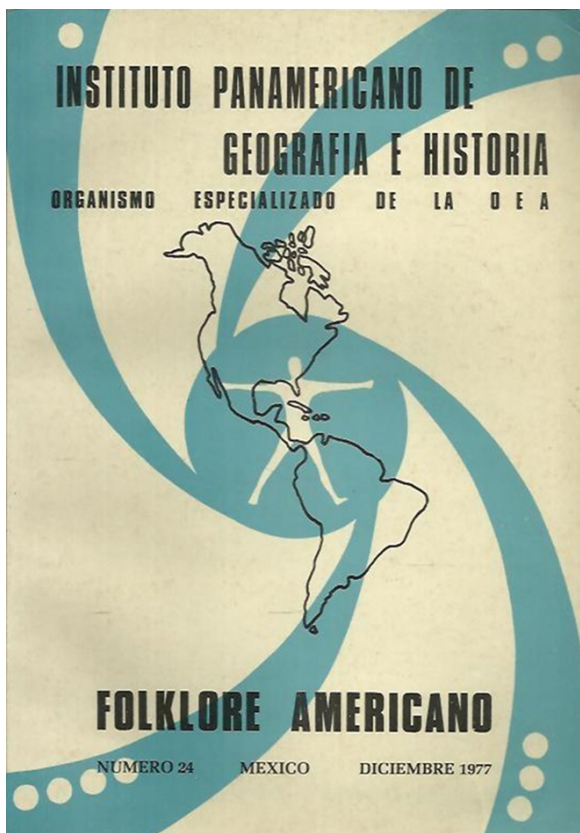 INSTITUTO PANAMERICANO DE
GEOGRAFIA E HISTORIA
ORGANISMO ESPECIALIZADO DE LA OEA
FOLKLORE AMERICANO
NUMERO 24 MEXICO DICIEMBRE 1977